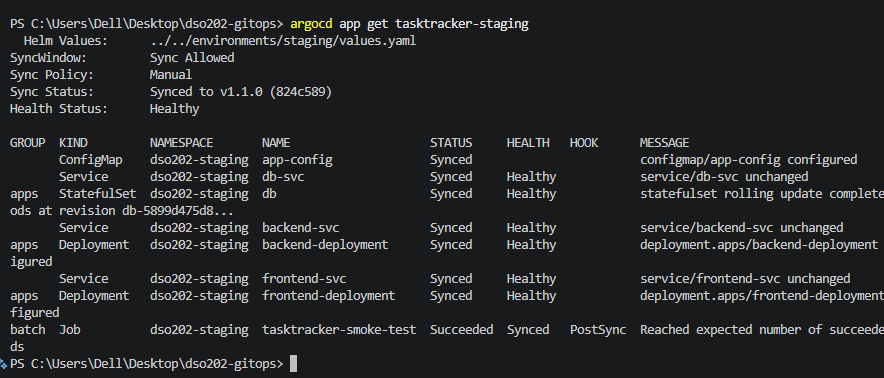 PS C:\Users\Dell\Desktop\dso202-gitops> argocd app get tasktracker-staging
  Helm Values:      ../../environments/staging/values.yaml
SyncWindow:         Sync Allowed
Sync Policy:        Manual
Sync Status:        Synced to v1.1.0 (824c589)
Health Status:      Healthy

GROUP  KIND         NAMESPACE      NAME                   STATUS     HEALTH   HOOK      MESSAGE
       ConfigMap    dso202-staging  app-config             Synced                       configmap/app-config configured
       Service      dso202-staging  db-svc                 Synced     Healthy            service/db-svc unchanged
apps   StatefulSet  dso202-staging  db                     Synced     Healthy            statefulset rolling update complete
ods at revision db-5899d475d8...
       Service      dso202-staging  backend-svc            Synced     Healthy            service/backend-svc unchanged
apps   Deployment   dso202-staging  backend-deployment     Synced     Healthy            deployment.apps/backend-deployment
igured
       Service      dso202-staging  frontend-svc           Synced     Healthy            service/frontend-svc unchanged
apps   Deployment   dso202-staging  frontend-deployment    Synced     Healthy            deployment.apps/frontend-deployment
figured
batch  Job          dso202-staging  tasktracker-smoke-test  Succeeded  Synced   PostSync  Reached expected number of succeede
ds
PS C:\Users\Dell\Desktop\dso202-gitops>